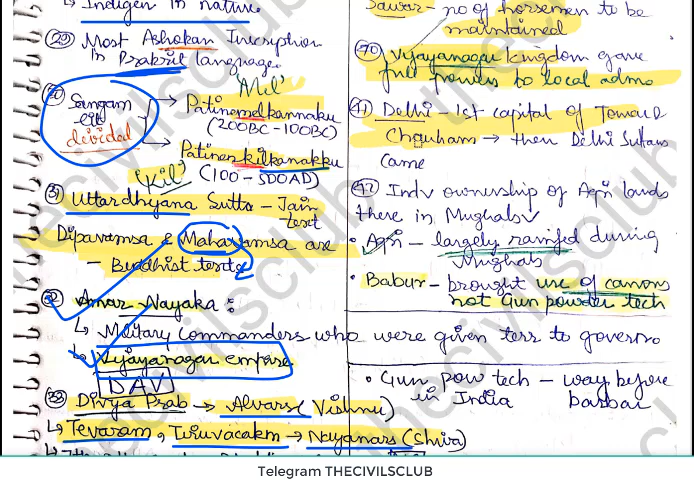 ↳ Indigen in nature
(29) Most Ashokan Inscription
in Prakrit language.
'Mel'
(30) Sangam
litt
divided
→ Patinenmelkannaku
(200BC-100BC)
→ Patinenkilkanakku
'Kil' (100-500AD)
(31) Uttardhyana Sutta - Jain
text
Dipavamsa & Mahavamsa are
- Buddhist texts
(32) Amar-Nayaka :
↳ Military commanders who were given terr to govern
↳ Vijayanagar empire
DAV
(33) Divya Prab → Alvars (Vishnu)
↳ Tevaram, Tiruvacakm → Nayanars (Shiva)
Sawar - no of horsemen to be
maintained
(40) Vijayanagar kingdom gave
full powers to local admn
(41) Delhi - 1st capital of Tomar &
Chauham → then Delhi Sultans
came
(42) Indv ownership of Agri lands
there in Mughals
• Agri - largely rainfed during
Mughals
• Babur - brought use of canons
not Gun powder tech
• Gun pow tech - way before
in India babbar
thecivilsclub
Telegram THECIVILSCLUB